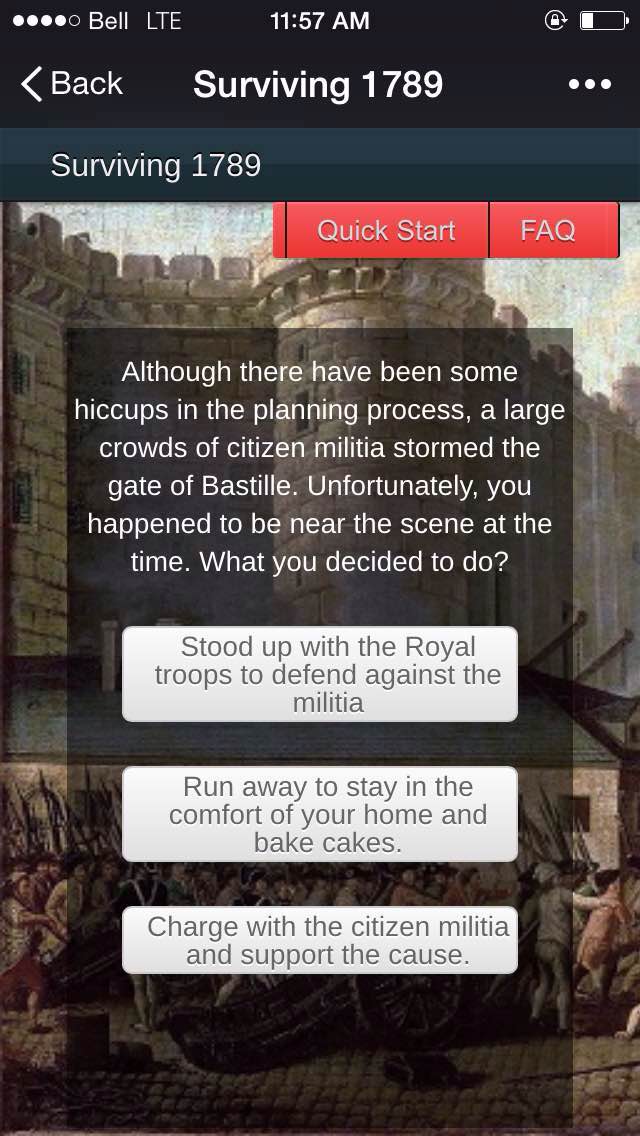 Bell LTE 11:57 AM
Back Surviving 1789
Surviving 1789
Quick Start FAQ
Although there have been some
hiccups in the planning process, a large
crowds of citizen militia stormed the
gate of Bastille. Unfortunately, you
happened to be near the scene at the
time. What you decided to do?
Stood up with the Royal
troops to defend against the
militia
Run away to stay in the
comfort of your home and
bake cakes.
Charge with the citizen militia
and support the cause.